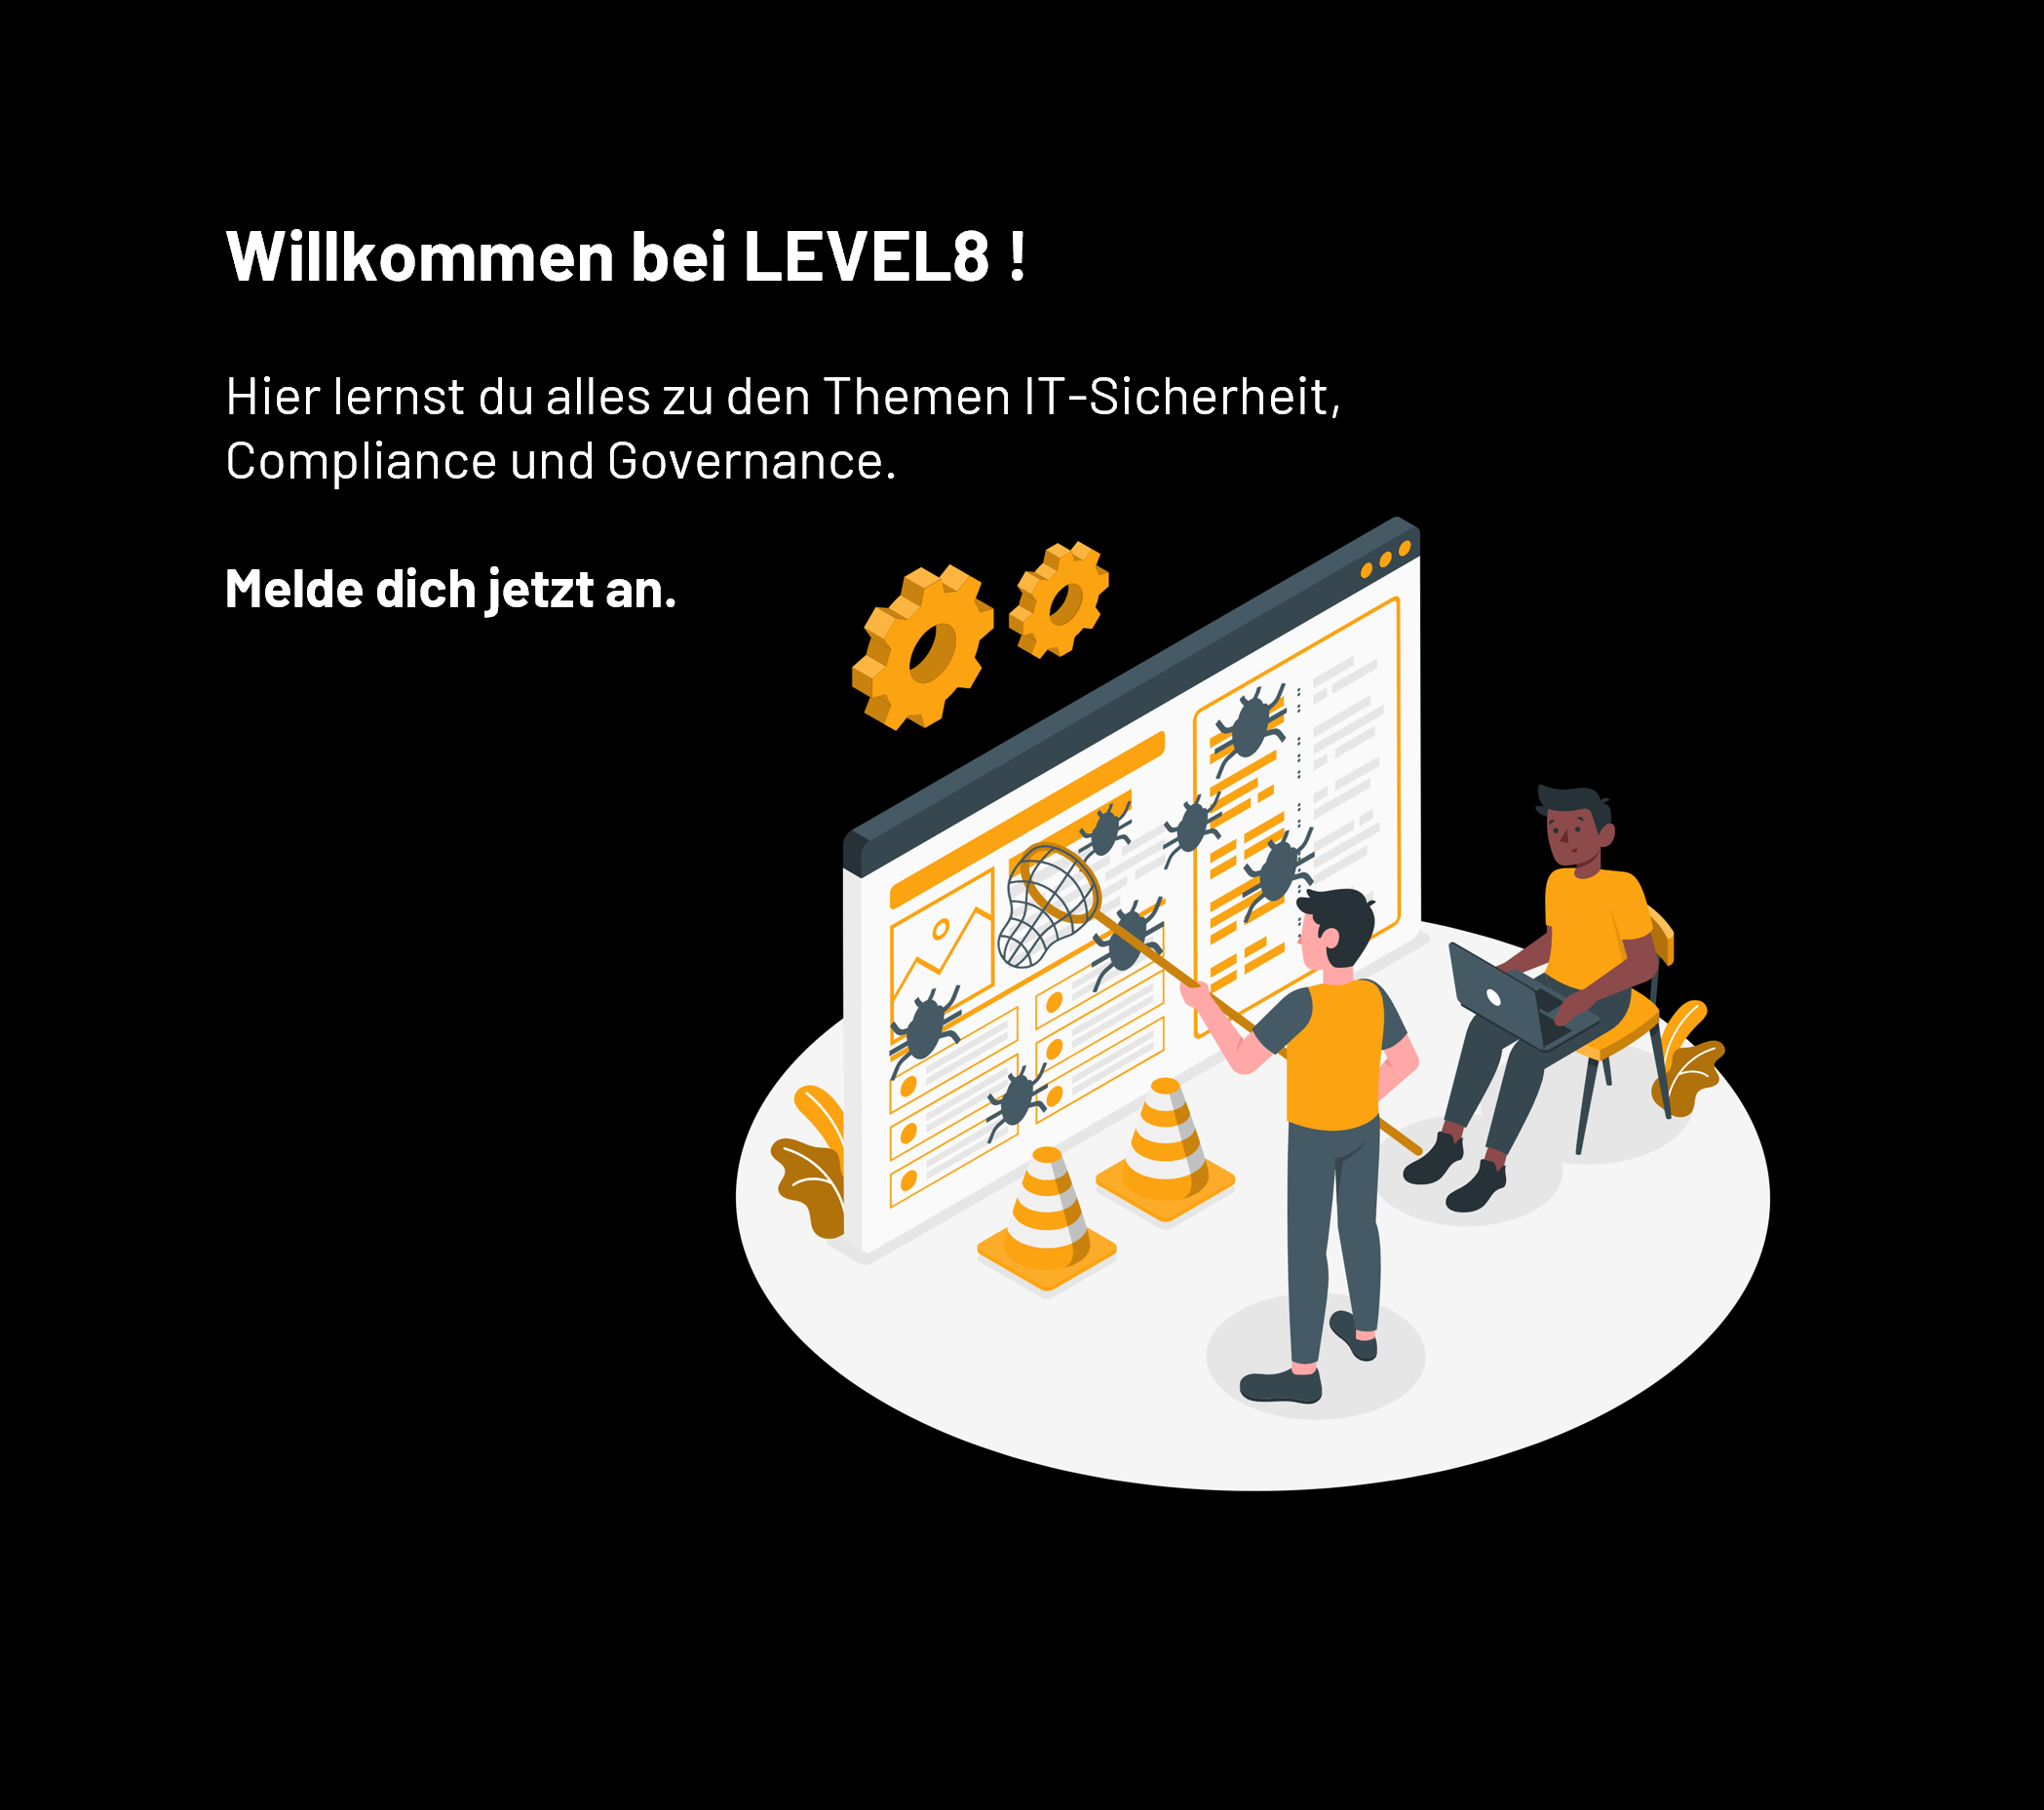 Willkommen bei LEVEL8 !
Hier lernst du alles zu den Themen IT-Sicherheit,
Compliance und Governance.
Melde dich jetzt an.